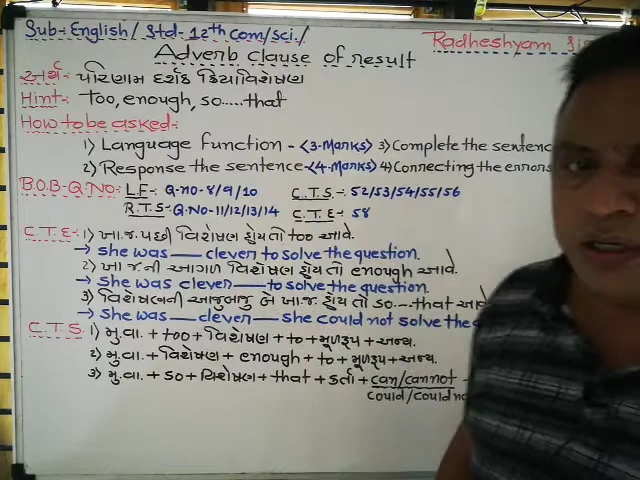 Sub:- English / Std:- 12th com/sci. /
Radheshyam
Adverb clause of result
અર્થ:- પરિણામ દર્શક ક્રિયાવિશેષણ
Hint:- too, enough, so.....that
How to be asked:-
1) Language function - <3-Marks> 3) Complete the sentenc
2) Response the sentence - <4-Marks> 4) Connecting the errors
B.O.B-Q.NO:- L.F:- Q.no-8/9/10 C.T.S.:- 52/53/54/55/56
R.T.S:- Q.NO-11/12/13/14 C.T.E:- 58
C.T.E:- 1) ખા.જ. પછી વિશેષણ હોય તો too આવે.
→ She was ___ clever to solve the question.
2) ખા જ ની આગળ વિશેષણ હોય તો enough આવે.
→ She was clever ___ to solve the question.
3) વિશેષણની આજુબાજુ બે ખા.જ. હોય તો so....that આવે
→ She was ___ clever ___ she could not solve the
C.T.S. 1) મુ.વા. + too + વિશેષણ + to + મૂળરૂપ + અન્ય.
2) મુ.વા. + વિશેષણ + enough + to + મૂળરૂપ + અન્ય.
3) મુ.વા. + so + વિશેષણ + that + કર્તા + can/cannot
could/could no